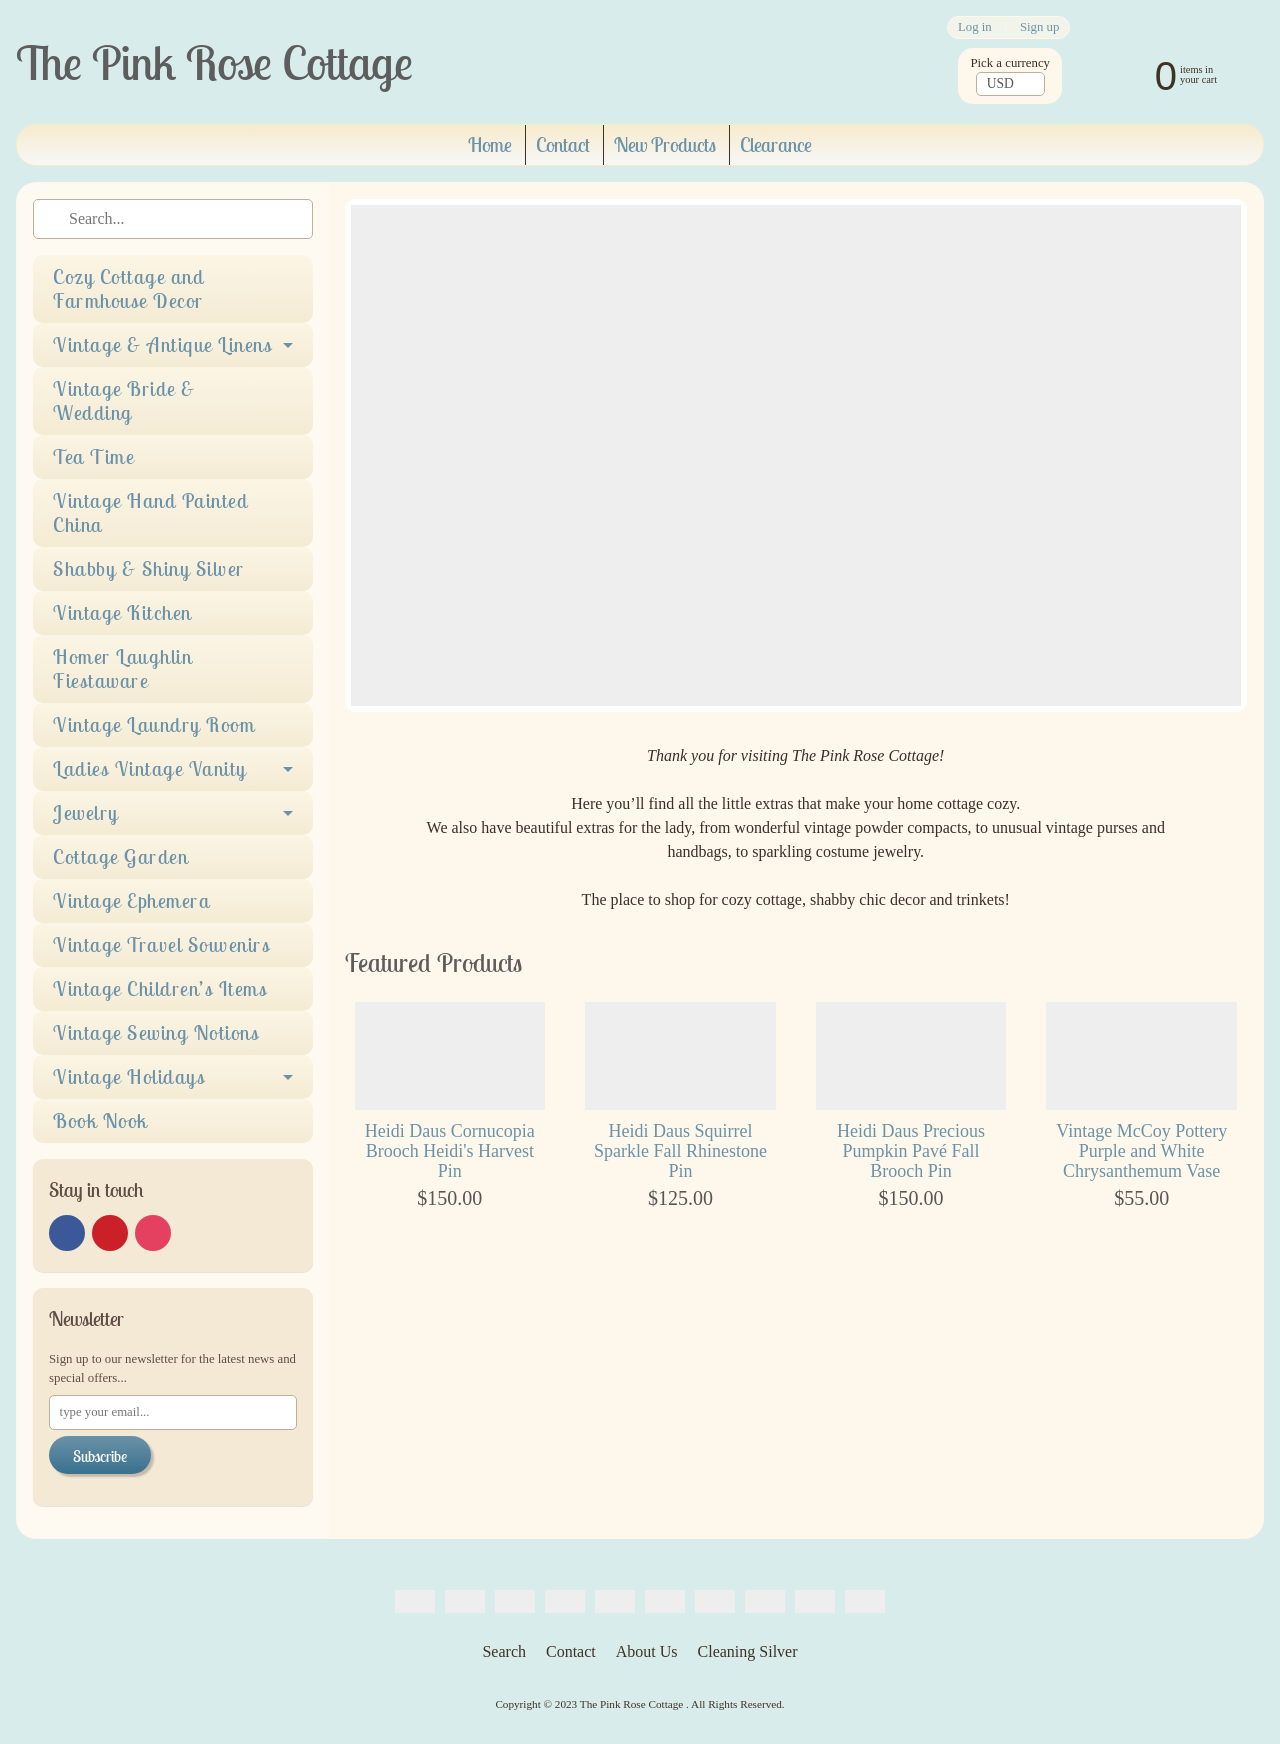 Log in
Sign up
The Pink Rose Cottage
Pick a currency
USD
0 items in
your cart
Home
Contact
New Products
Clearance
Search...
Cozy Cottage and
Farmhouse Decor
Vintage & Antique Linens
Vintage Bride &
Wedding
Tea Time
Vintage Hand Painted
China
Shabby & Shiny Silver
Vintage Kitchen
Homer Laughlin
Fiestaware
Vintage Laundry Room
Ladies Vintage Vanity
Jewelry
Cottage Garden
Vintage Ephemera
Vintage Travel Souvenirs
Vintage Children’s Items
Vintage Sewing Notions
Vintage Holidays
Book Nook
Stay in touch
Newsletter
Sign up to our newsletter for the latest news and
special offers...
type your email...
Subscribe
Thank you for visiting The Pink Rose Cottage!
Here you’ll find all the little extras that make your home cottage cozy.
We also have beautiful extras for the lady, from wonderful vintage powder compacts, to unusual vintage purses and
handbags, to sparkling costume jewelry.
The place to shop for cozy cottage, shabby chic decor and trinkets!
Featured Products
Heidi Daus Cornucopia
Brooch Heidi's Harvest
Pin
$150.00
Heidi Daus Squirrel
Sparkle Fall Rhinestone
Pin
$125.00
Heidi Daus Precious
Pumpkin Pavé Fall
Brooch Pin
$150.00
Vintage McCoy Pottery
Purple and White
Chrysanthemum Vase
$55.00
Search
Contact
About Us
Cleaning Silver
Copyright © 2023 The Pink Rose Cottage . All Rights Reserved.